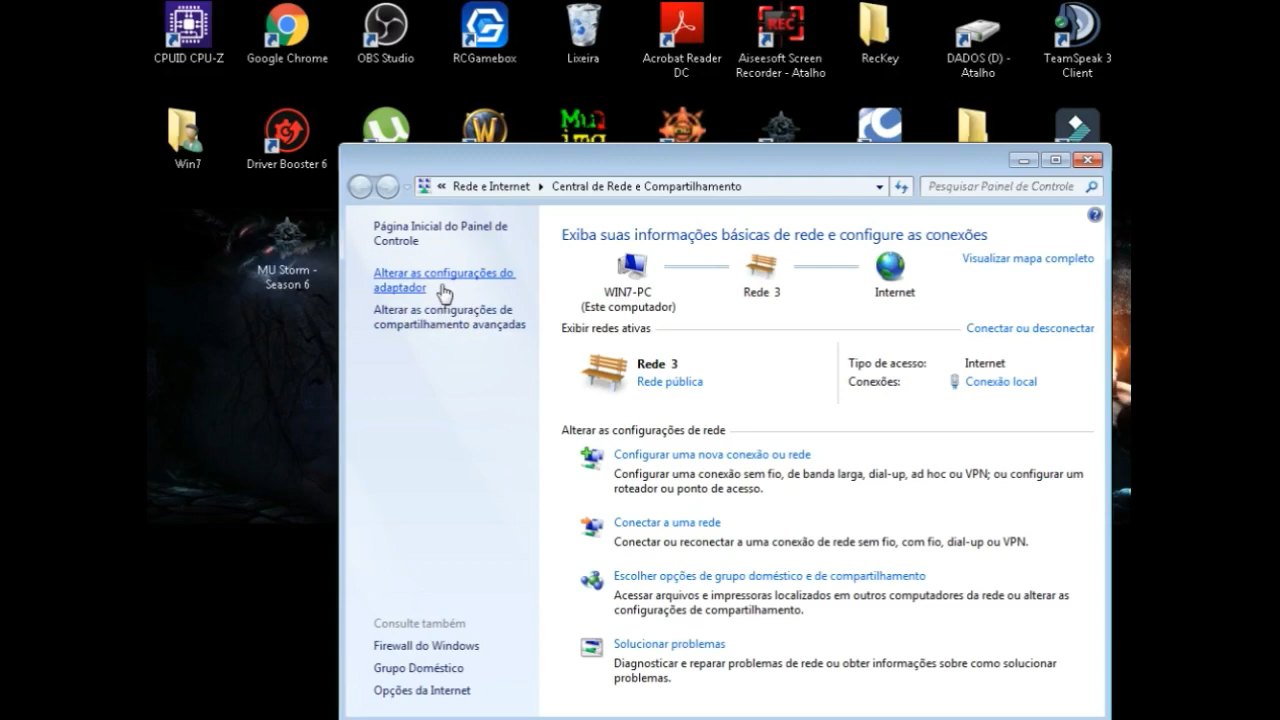 CPUID CPU-Z
Google Chrome
OBS Studio
RCGamebox
Lixeira
Acrobat Reader
DC
Aiseesoft Screen
Recorder - Atalho
RecKey
DADOS (D) -
Atalho
TeamSpeak 3
Client
REC
Win7
Driver Booster 6
Mu
img
MU Storm -
Season 6
« Rede e Internet ▸ Central de Rede e Compartilhamento
Pesquisar Painel de Controle
Página Inicial do Painel de
Controle
Alterar as configurações do
adaptador
Alterar as configurações de
compartilhamento avançadas
Exiba suas informações básicas de rede e configure as conexões
Visualizar mapa completo
WIN7-PC
(Este computador)
Rede 3
Internet
Exibir redes ativas
Conectar ou desconectar
Rede 3
Rede pública
Tipo de acesso: Internet
Conexões: Conexão local
Alterar as configurações de rede
Configurar uma nova conexão ou rede
Configurar uma conexão sem fio, de banda larga, dial-up, ad hoc ou VPN; ou configurar um
roteador ou ponto de acesso.
Conectar a uma rede
Conectar ou reconectar a uma conexão de rede sem fio, com fio, dial-up ou VPN.
Escolher opções de grupo doméstico e de compartilhamento
Acessar arquivos e impressoras localizados em outros computadores da rede ou alterar as
configurações de compartilhamento.
Solucionar problemas
Diagnosticar e reparar problemas de rede ou obter informações sobre como solucionar
problemas.
Consulte também
Firewall do Windows
Grupo Doméstico
Opções da Internet